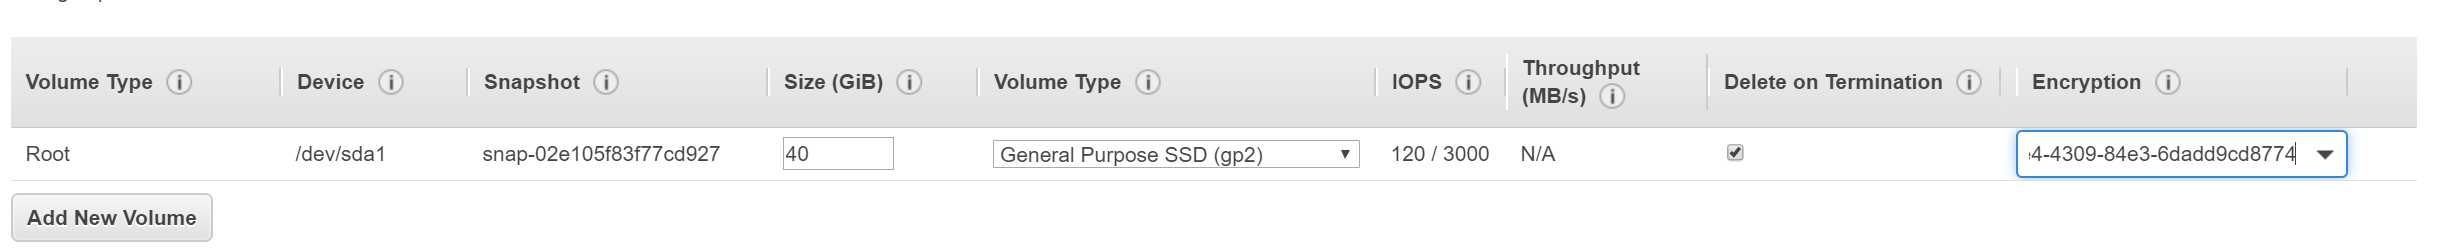 Volume Type
Device
Snapshot
Size (GiB)
Volume Type
IOPS
Throughput
(MB/s)
Delete on Termination
Encryption
Root
/dev/sda1
snap-02e105f83f77cd927
40
General Purpose SSD (gp2)
120 / 3000
N/A
4-4309-84e3-6dadd9cd8774
Add New Volume